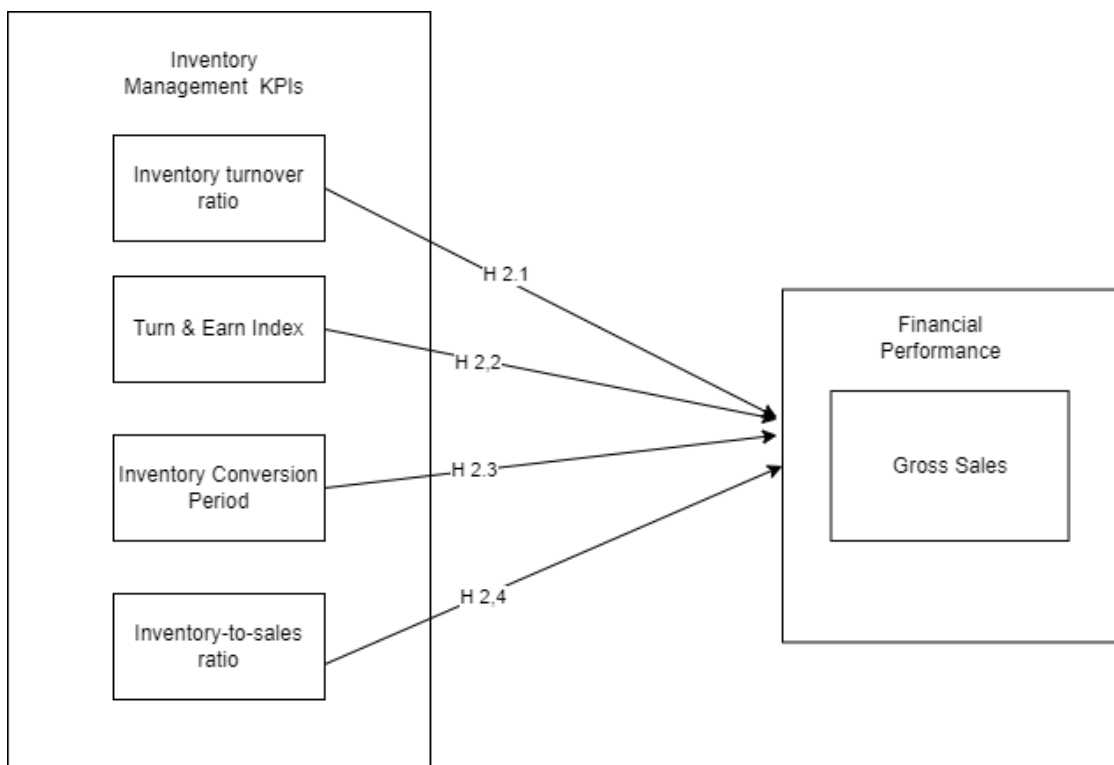 Inventory
Management KPIs
Inventory turnover
ratio
Turn & Earn Index
Inventory Conversion
Period
Inventory-to-sales
ratio
H 2.1
H 2,2
H 2.3
H 2,4
Financial
Performance
Gross Sales